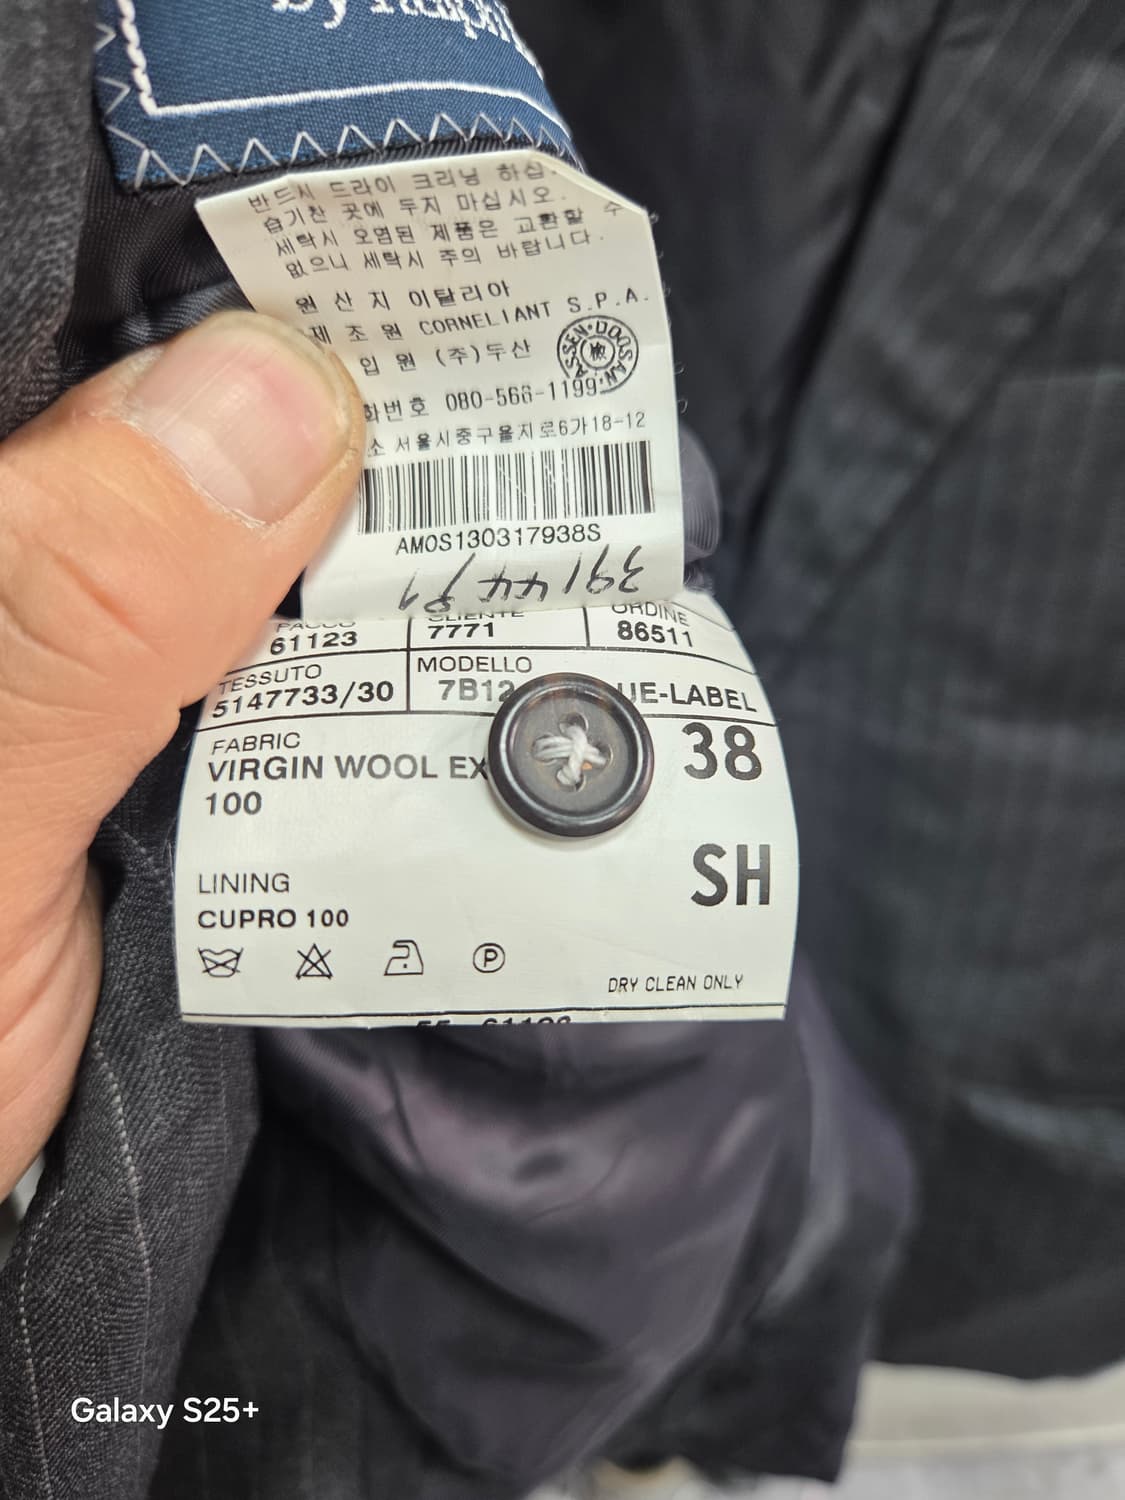 by Ralph
반드시 드라이 크리닝 하십.
습기찬 곳에 두지 마십시오.
세탁시 오염된 제품은 교환할 수
없으니 세탁시 주의 바랍니다.
원 산 지 이탈리아
제 조 원 CORNELIANT S.P.A.
입 원 (주)두산
ASSEN·DOOSAN
화번호 080-566-1199
소 서울시중구을지로6가18-12
AMOS130317938S
PACCO CLIENTE ORDINE
61123 7771 86511
TESSUTO MODELLO
5147733/30 7B12 UE-LABEL
FABRIC 38
VIRGIN WOOL EX
100
SH
LINING
CUPRO 100
P
DRY CLEAN ONLY
Galaxy S25+